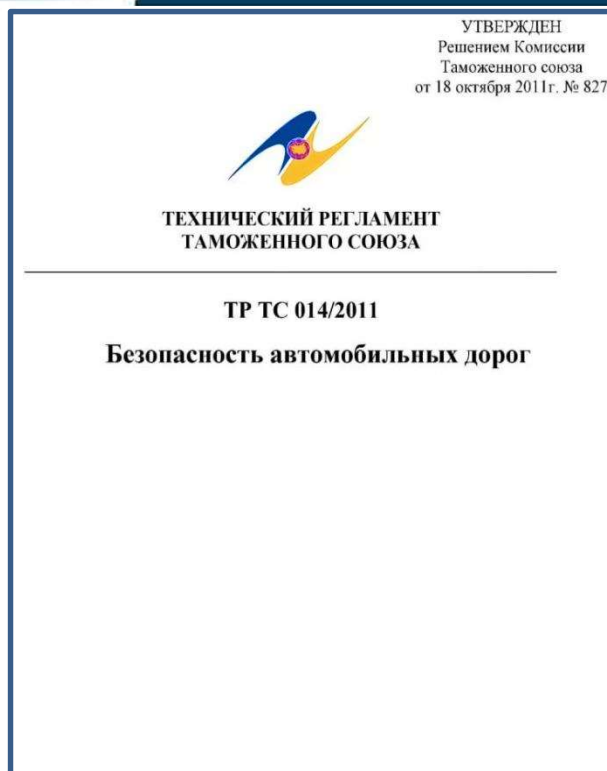 УТВЕРЖДЕН
Решением Комиссии
Таможенного союза
от 18 октября 2011г. № 827
ТЕХНИЧЕСКИЙ РЕГЛАМЕНТ
ТАМОЖЕННОГО СОЮЗА
ТР ТС 014/2011
Безопасность автомобильных дорог